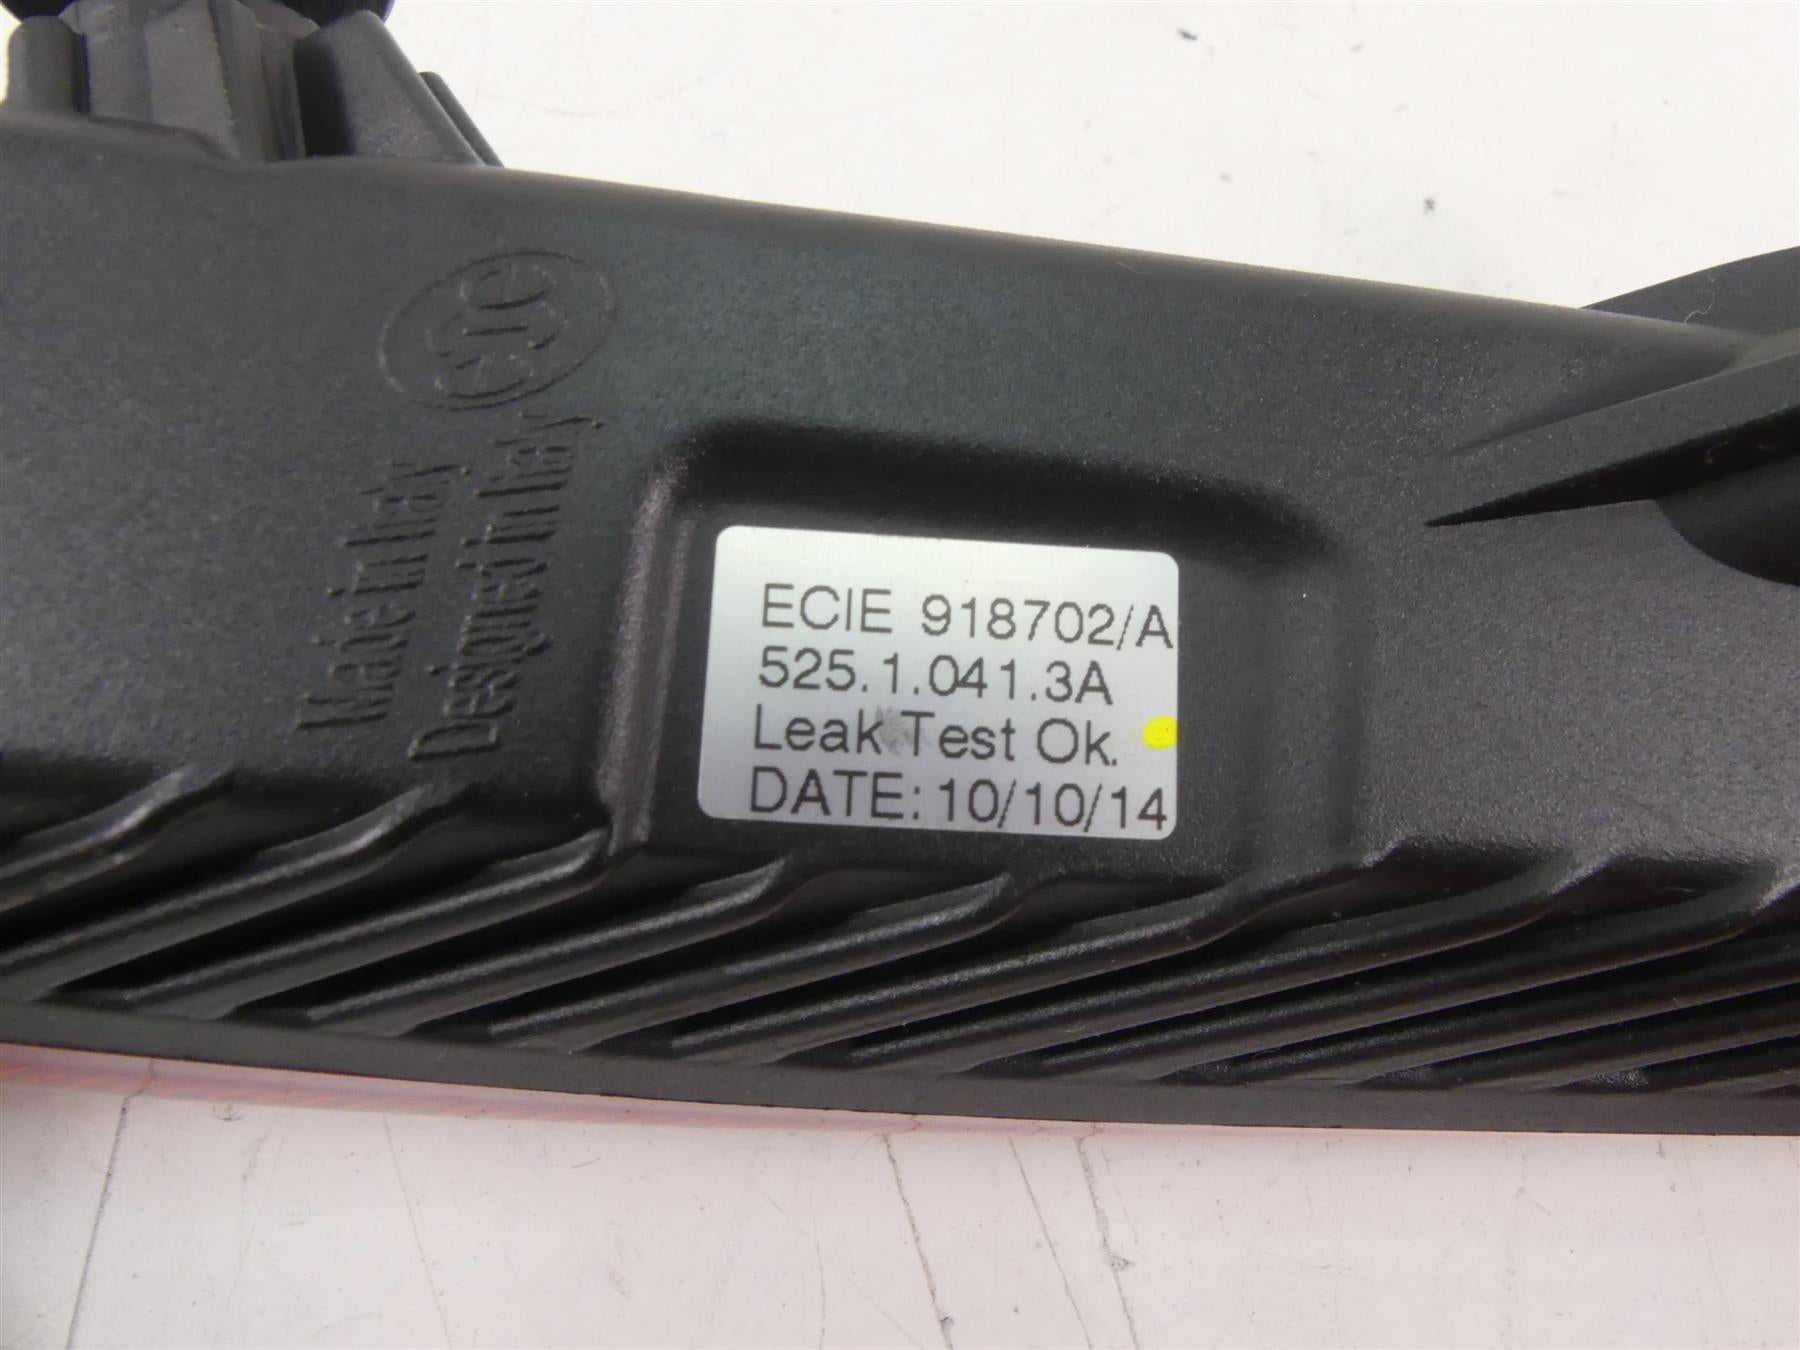 ecie
Made in Italy
Designed in Italy
ECIE 918702/A
525.1.041.3A
Leak Test Ok.
DATE: 10/10/14